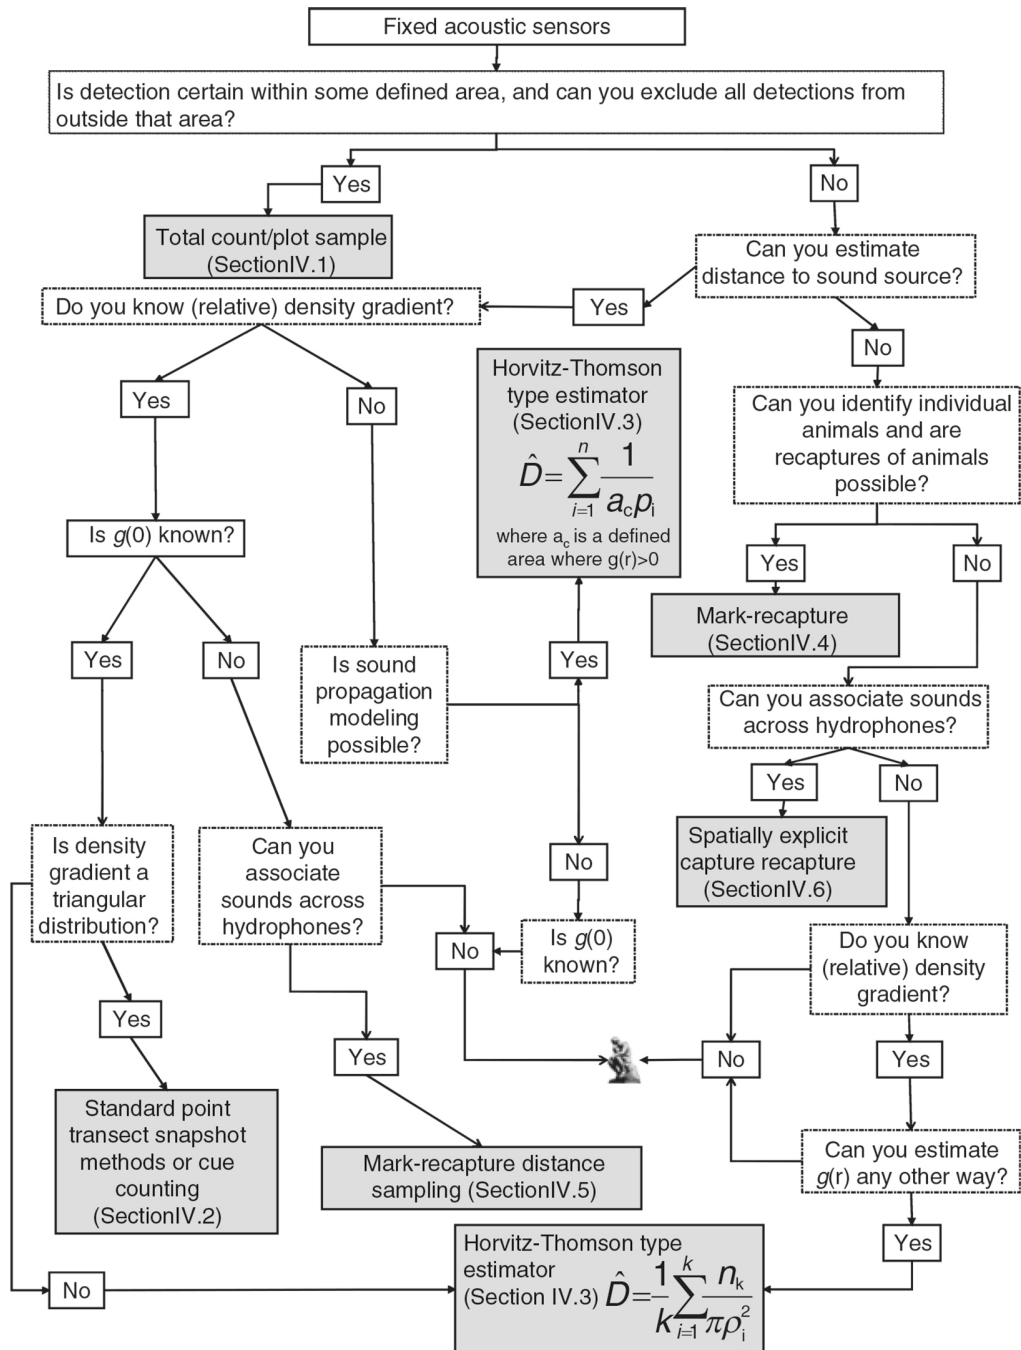 Fixed acoustic sensors
Is detection certain within some defined area, and can you exclude all detections from
outside that area?
Yes
No
Total count/plot sample
(SectionIV.1)
Can you estimate
distance to sound source?
Do you know (relative) density gradient?
Yes
No
Yes
No
Horvitz-Thomson
type estimator
(SectionIV.3)
D̂=∑ⁿᵢ₌₁ 1/(a_c p_i)
where a_c is a defined
area where g(r)>0
Can you identify individual
animals and are
recaptures of animals
possible?
Is g(0) known?
Yes
No
Mark-recapture
(SectionIV.4)
Yes
No
Is sound
propagation
modeling
possible?
Yes
Can you associate sounds
across hydrophones?
Yes
No
Is density
gradient a
triangular
distribution?
Can you
associate
sounds across
hydrophones?
No
Spatially explicit
capture recapture
(SectionIV.6)
No
Is g(0)
known?
Do you know
(relative) density
gradient?
Yes
Yes
No
Yes
Standard point
transect snapshot
methods or cue
counting
(SectionIV.2)
Mark-recapture distance
sampling (SectionIV.5)
Can you estimate
g(r) any other way?
Yes
No
Horvitz-Thomson type
estimator
(Section IV.3) D̂=1/k ∑ᵏᵢ₌₁ n_k/(πρ_i²)